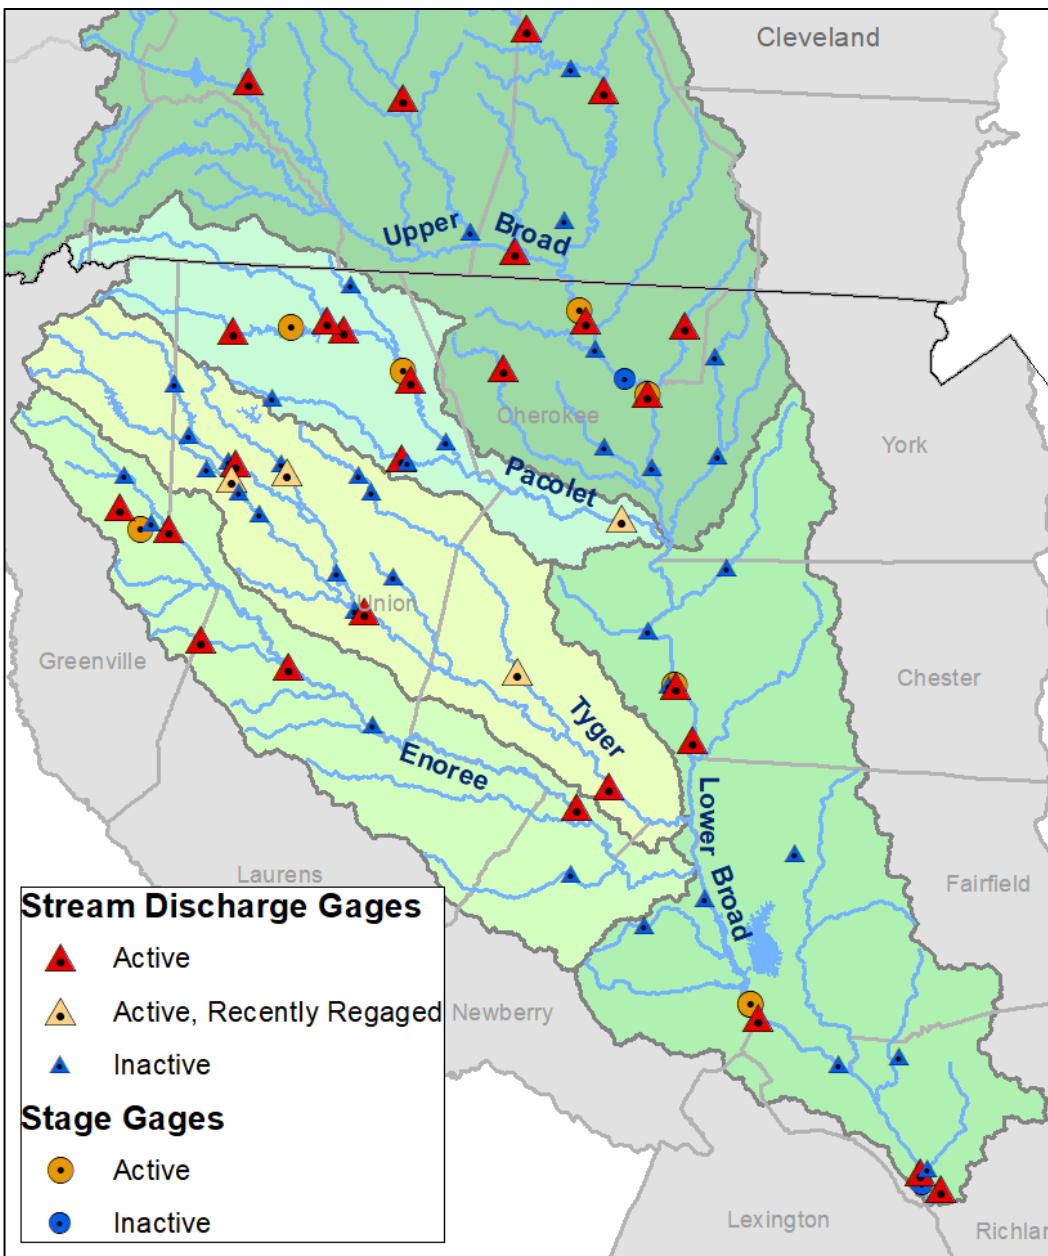 Cleveland
Upper Broad
Cherokee
York
Pacolet
Union
Greenville
Chester
Tyger
Enoree
Lower Broad
Laurens
Fairfield
Stream Discharge Gages
Active
Active, Recently Regaged
Newberry
Inactive
Stage Gages
Active
Inactive
Lexington
Richlan